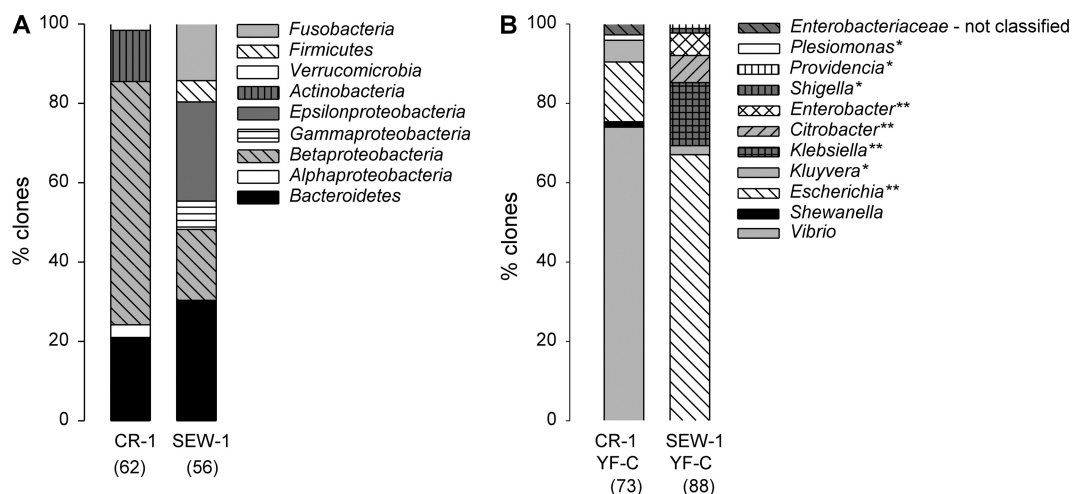 A
% clones
100
80
60
40
20
0
CR-1
(62)
SEW-1
(56)
Fusobacteria
Firmicutes
Verrucomicrobia
Actinobacteria
Epsilonproteobacteria
Gammaproteobacteria
Betaproteobacteria
Alphaproteobacteria
Bacteroidetes
B
% clones
100
80
60
40
20
0
CR-1
YF-C
(73)
SEW-1
YF-C
(88)
Enterobacteriaceae - not classified
Plesiomonas*
Providencia*
Shigella*
Enterobacter**
Citrobacter**
Klebsiella**
Kluyvera*
Escherichia**
Shewanella
Vibrio